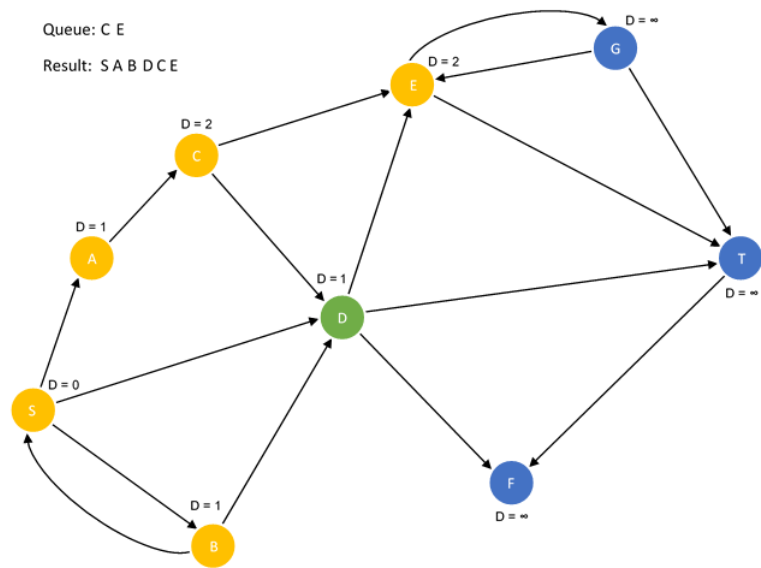 Queue: C E
Result: S A B D C E
D = ∞
G
D = 2
E
D = 2
C
D = 1
A
T
D = ∞
D = 1
D
D = 0
S
F
D = ∞
D = 1
B